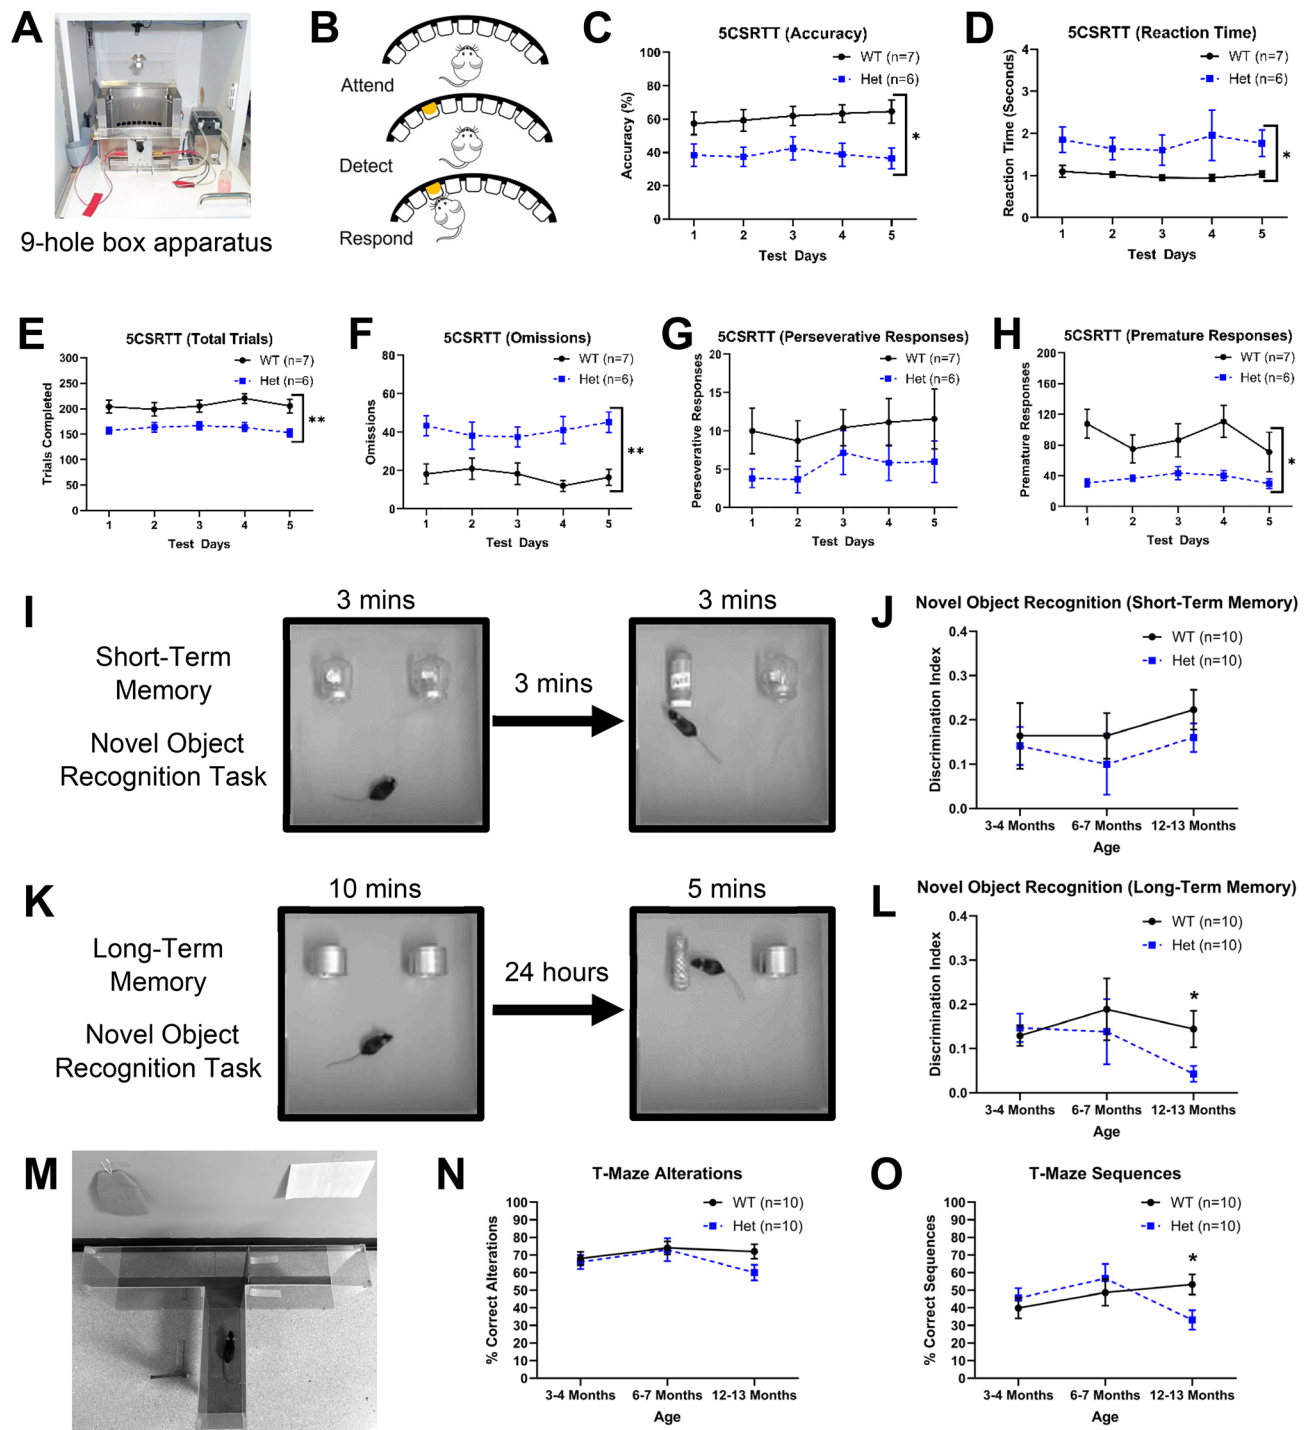 A
9-hole box apparatus
B
Attend
Detect
Respond
C
5CSRTT (Accuracy)
WT (n=7)
Het (n=6)
Accuracy (%)
100
80
60
40
20
0
*
1 2 3 4 5
Test Days
D
5CSRTT (Reaction Time)
WT (n=7)
Het (n=6)
Reaction Time (Seconds)
4
3
2
1
0
*
1 2 3 4 5
Test Days
E
5CSRTT (Total Trials)
WT (n=7)
Het (n=6)
Trials Completed
300
250
200
150
100
50
0
**
1 2 3 4 5
Test Days
F
5CSRTT (Omissions)
WT (n=7)
Het (n=6)
Omissions
80
60
40
20
0
**
1 2 3 4 5
Test Days
G
5CSRTT (Perseverative Responses)
WT (n=7)
Het (n=6)
Perseverative Responses
20
15
10
5
0
1 2 3 4 5
Test Days
H
5CSRTT (Premature Responses)
WT (n=7)
Het (n=6)
Premature Responses
200
160
120
80
40
0
*
1 2 3 4 5
Test Days
I
Short-Term
Memory
Novel Object
Recognition Task
3 mins
3 mins
3 mins
J
Novel Object Recognition (Short-Term Memory)
WT (n=10)
Het (n=10)
Discrimination Index
0.4
0.3
0.2
0.1
0.0
3-4 Months 6-7 Months 12-13 Months
Age
K
Long-Term
Memory
Novel Object
Recognition Task
10 mins
24 hours
5 mins
L
Novel Object Recognition (Long-Term Memory)
WT (n=10)
Het (n=10)
Discrimination Index
0.4
0.3
0.2
0.1
0.0
*
3-4 Months 6-7 Months 12-13 Months
Age
M
N
T-Maze Alterations
WT (n=10)
Het (n=10)
% Correct Alterations
100
90
80
70
60
50
40
30
20
10
0
3-4 Months 6-7 Months 12-13 Months
Age
O
T-Maze Sequences
WT (n=10)
Het (n=10)
% Correct Sequences
100
90
80
70
60
50
40
30
20
10
0
*
3-4 Months 6-7 Months 12-13 Months
Age